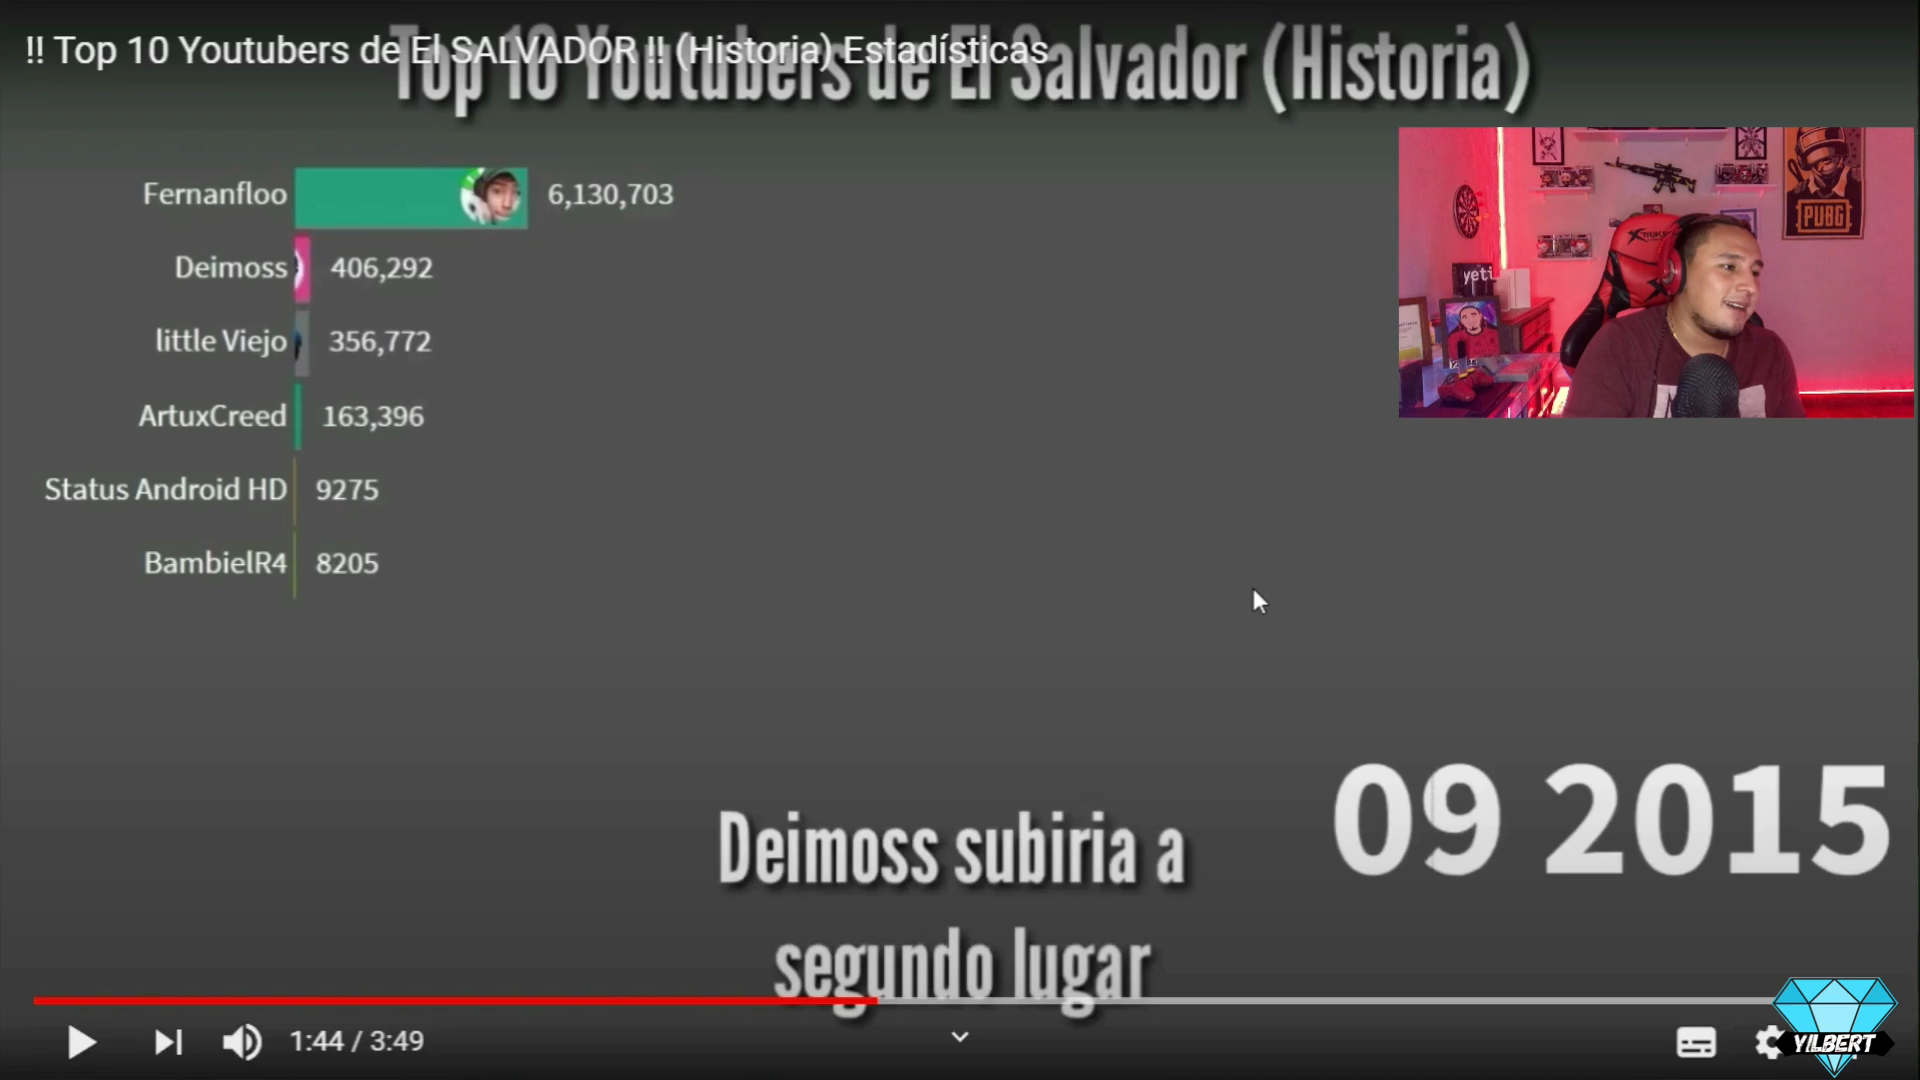 !! Top 10 Youtubers de El SALVADOR !! (Historia) Estadísticas
Top 10 Youtubers de El Salvador (Historia)
Fernanfloo 6,130,703
Deimoss 406,292
little Viejo 356,772
ArtuxCreed 163,396
Status Android HD 9275
BambielR4 8205
PUBG
yeti
09 2015
Deimoss subiria a
segundo lugar
1:44 / 3:49
YILBERT